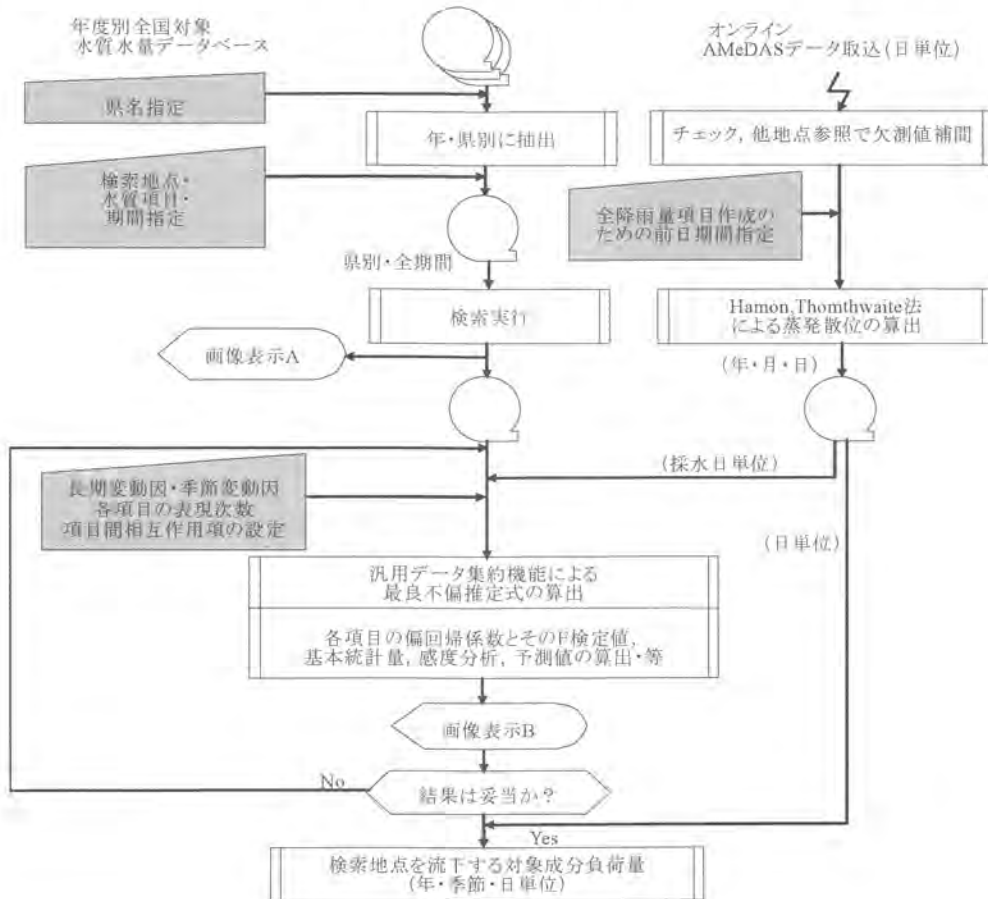 年度別全国対象
水質水量データベース
オンライン
AMeDASデータ取込(日単位)
県名指定
年・県別に抽出
チェック, 他地点参照で欠測値補間
検索地点・
水質項目・
期間指定
全降雨量項目作成の
ための前日期間指定
県別・全期間
検索実行
Hamon,Thomthwaite法
による蒸発散位の算出
画像表示A
(年・月・日)
(採水日単位)
長期変動因・季節変動因
各項目の表現次数
項目間相互作用項の設定
(日単位)
汎用データ集約機能による
最良不偏推定式の算出
各項目の偏回帰係数とそのF検定値,
基本統計量, 感度分析, 予測値の算出・等
画像表示B
No
結果は妥当か?
Yes
検索地点を流下する対象成分負荷量
(年・季節・日単位)